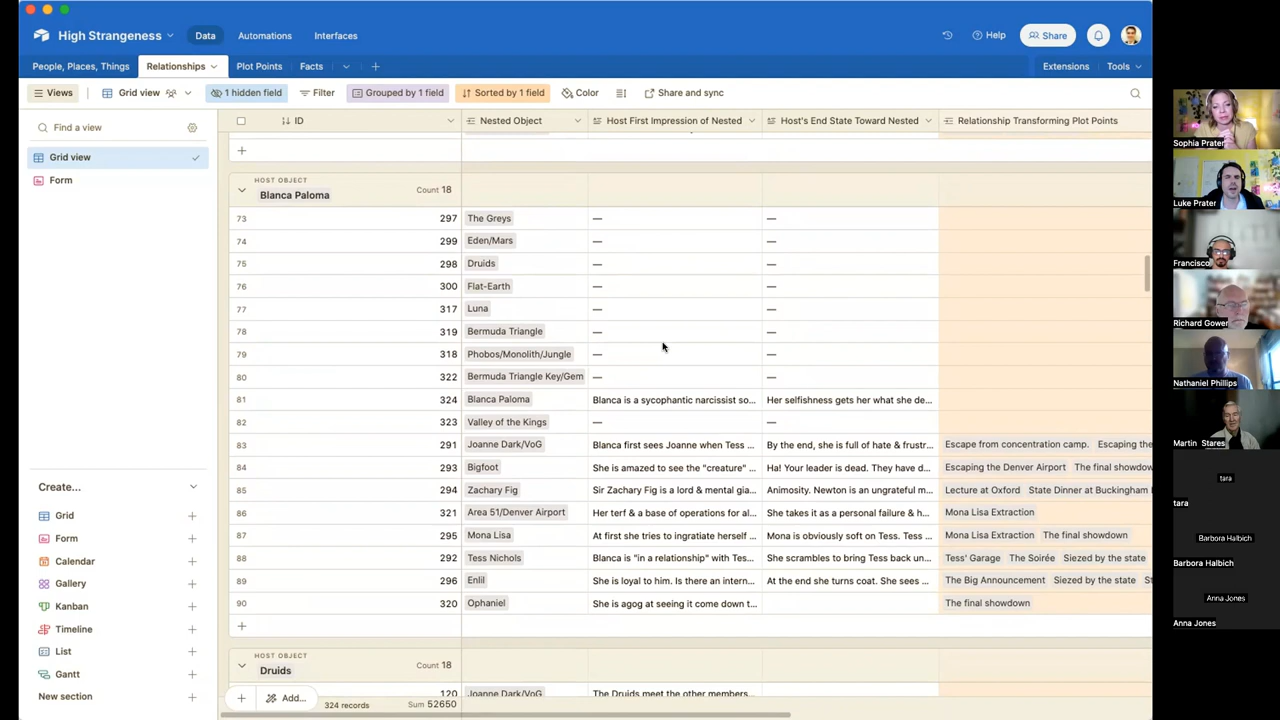 High Strangeness
Data
Automations
Interfaces
Help
Share
People, Places, Things
Relationships
Plot Points
Facts
Extensions
Tools
Views
Grid view
1 hidden field
Filter
Grouped by 1 field
Sorted by 1 field
Color
Share and sync
Find a view
Grid view
Form
Create...
Grid
Form
Calendar
Gallery
Kanban
Timeline
List
Gantt
New section
ID Nested Object Host First Impression of Nested Host's End State Toward Nested Relationship Transforming Plot Points
HOST OBJECT
Blanca Paloma Count 18
73 297 The Greys — —
74 299 Eden/Mars — —
75 298 Druids — —
76 300 Flat-Earth — —
77 317 Luna — —
78 319 Bermuda Triangle — —
79 318 Phobos/Monolith/Jungle — —
80 322 Bermuda Triangle Key/Gem — —
81 324 Blanca Paloma Blanca is a sycophantic narcissist so... Her selfishness gets her what she de...
82 323 Valley of the Kings — —
83 291 Joanne Dark/VoG Blanca first sees Joanne when Tess ... By the end, she is full of hate & frustr... Escape from concentration camp. Escaping the
84 293 Bigfoot She is amazed to see the "creature" ... Ha! Your leader is dead. They have d... Escaping the Denver Airport The final showdow
85 294 Zachary Fig Sir Zachary Fig is a lord & mental gia... Animosity. Newton is an ungrateful m... Lecture at Oxford State Dinner at Buckingham
86 321 Area 51/Denver Airport Her terf & a base of operations for al... She takes it as a personal failure & h... Mona Lisa Extraction
87 295 Mona Lisa At first she tries to ingratiate herself ... Mona is obviously soft on Tess. Tess ... Mona Lisa Extraction The final showdown
88 292 Tess Nichols Blanca is "in a relationship" with Tes... She scrambles to bring Tess back un... Tess' Garage The Soirée Siezed by the state
89 296 Enlil She is loyal to him. Is there an intern... At the end she turns coat. She sees ... The Big Announcement Siezed by the state
90 320 Ophaniel She is agog at seeing it come down t... The final showdown
HOST OBJECT
Druids Count 18
120 Joanne Dark/VoG The Druids meet the other members...
Add...
324 records
Sum 52650
Sophia Prater
Luke Prater
Francisco
Richard Gower
Nathaniel Phillips
Martin Stares
tara
tara
Barbora Halbich
Barbora Halbich
Anna Jones
Anna Jones